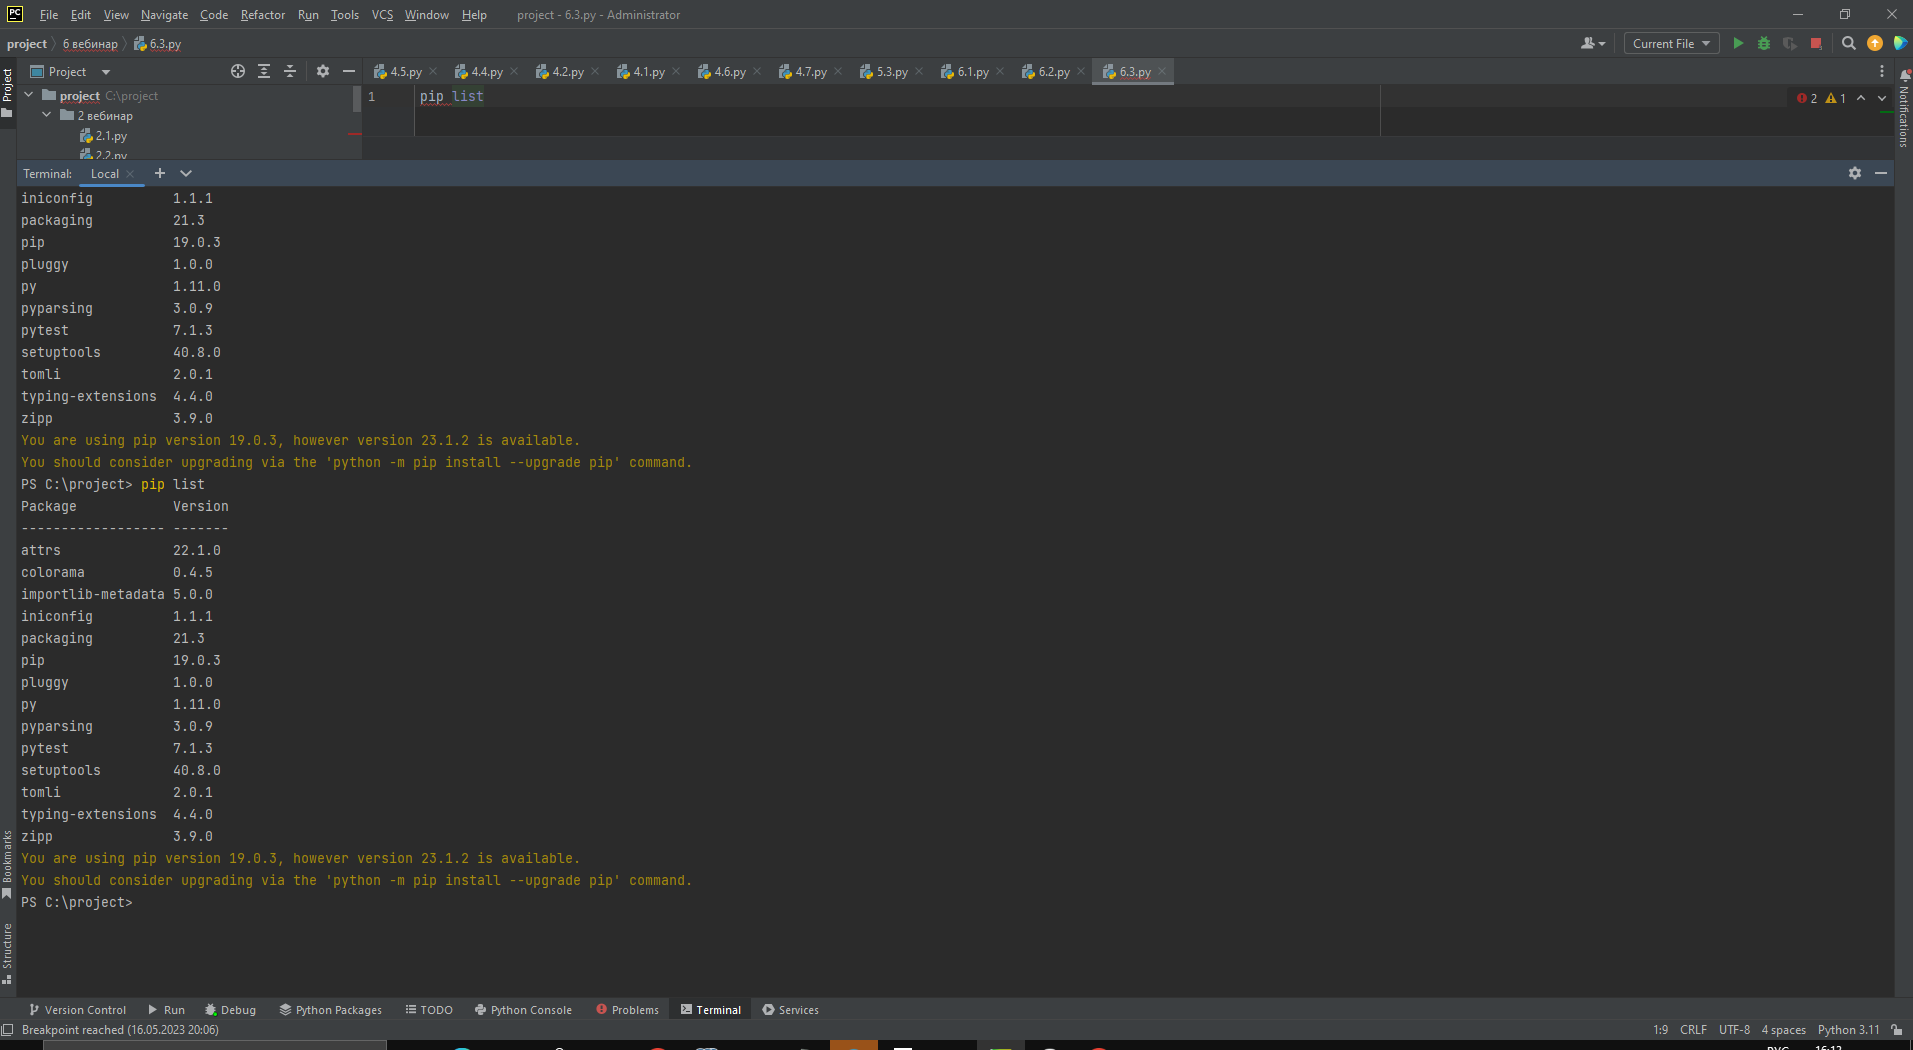 PC File Edit View Navigate Code Refactor Run Tools VCS Window Help project - 6.3.py - Administrator
project 6 вебинар 6.3.py Current File
Project 4.5.py 4.4.py 4.2.py 4.1.py 4.6.py 4.7.py 5.3.py 6.1.py 6.2.py 6.3.py
Project
Notifications
project C:\project
2 вебинар
2.1.py
2.2.py
1 pip list 2 1
Terminal: Local
iniconfig 1.1.1
packaging 21.3
pip 19.0.3
pluggy 1.0.0
py 1.11.0
pyparsing 3.0.9
pytest 7.1.3
setuptools 40.8.0
tomli 2.0.1
typing-extensions 4.4.0
zipp 3.9.0
You are using pip version 19.0.3, however version 23.1.2 is available.
You should consider upgrading via the 'python -m pip install --upgrade pip' command.
PS C:\project> pip list
Package Version
------------------ -------
attrs 22.1.0
colorama 0.4.5
importlib-metadata 5.0.0
iniconfig 1.1.1
packaging 21.3
pip 19.0.3
pluggy 1.0.0
py 1.11.0
pyparsing 3.0.9
pytest 7.1.3
setuptools 40.8.0
tomli 2.0.1
typing-extensions 4.4.0
zipp 3.9.0
You are using pip version 19.0.3, however version 23.1.2 is available.
You should consider upgrading via the 'python -m pip install --upgrade pip' command.
PS C:\project>
Bookmarks
Structure
Version Control Run Debug Python Packages TODO Python Console Problems Terminal Services
Breakpoint reached (16.05.2023 20:06) 1:9 CRLF UTF-8 4 spaces Python 3.11